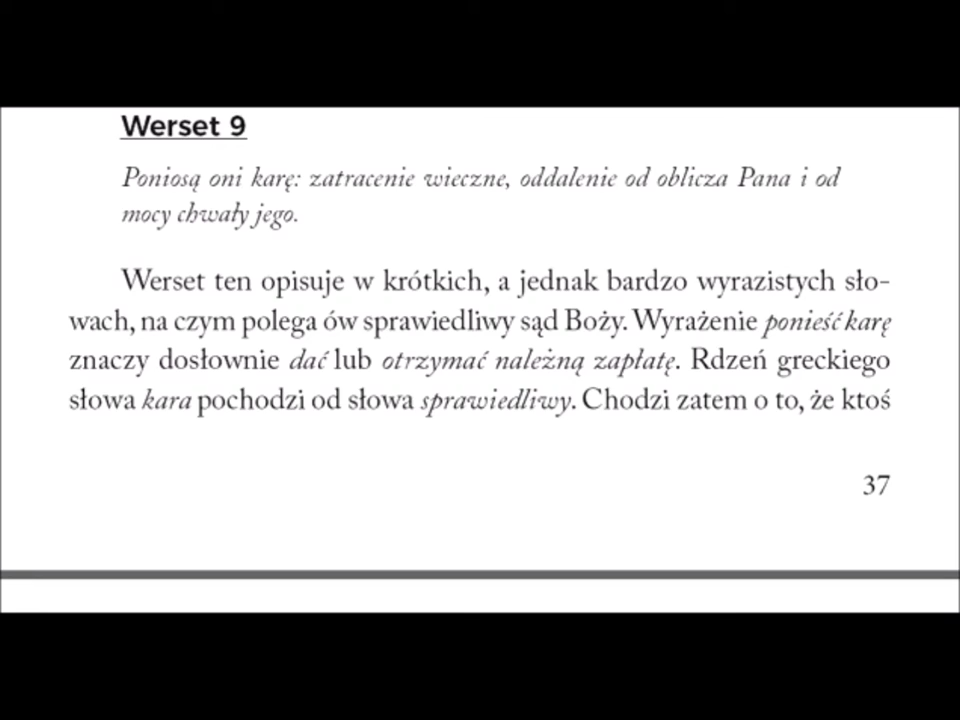 Werset 9
Poniosą oni karę: zatracenie wieczne, oddalenie od oblicza Pana i od
mocy chwały jego.
Werset ten opisuje w krótkich, a jednak bardzo wyrazistych sło-
wach, na czym polega ów sprawiedliwy sąd Boży. Wyrażenie ponieść karę
znaczy dosłownie dać lub otrzymać należną zapłatę. Rdzeń greckiego
słowa kara pochodzi od słowa sprawiedliwy. Chodzi zatem o to, że ktoś
37